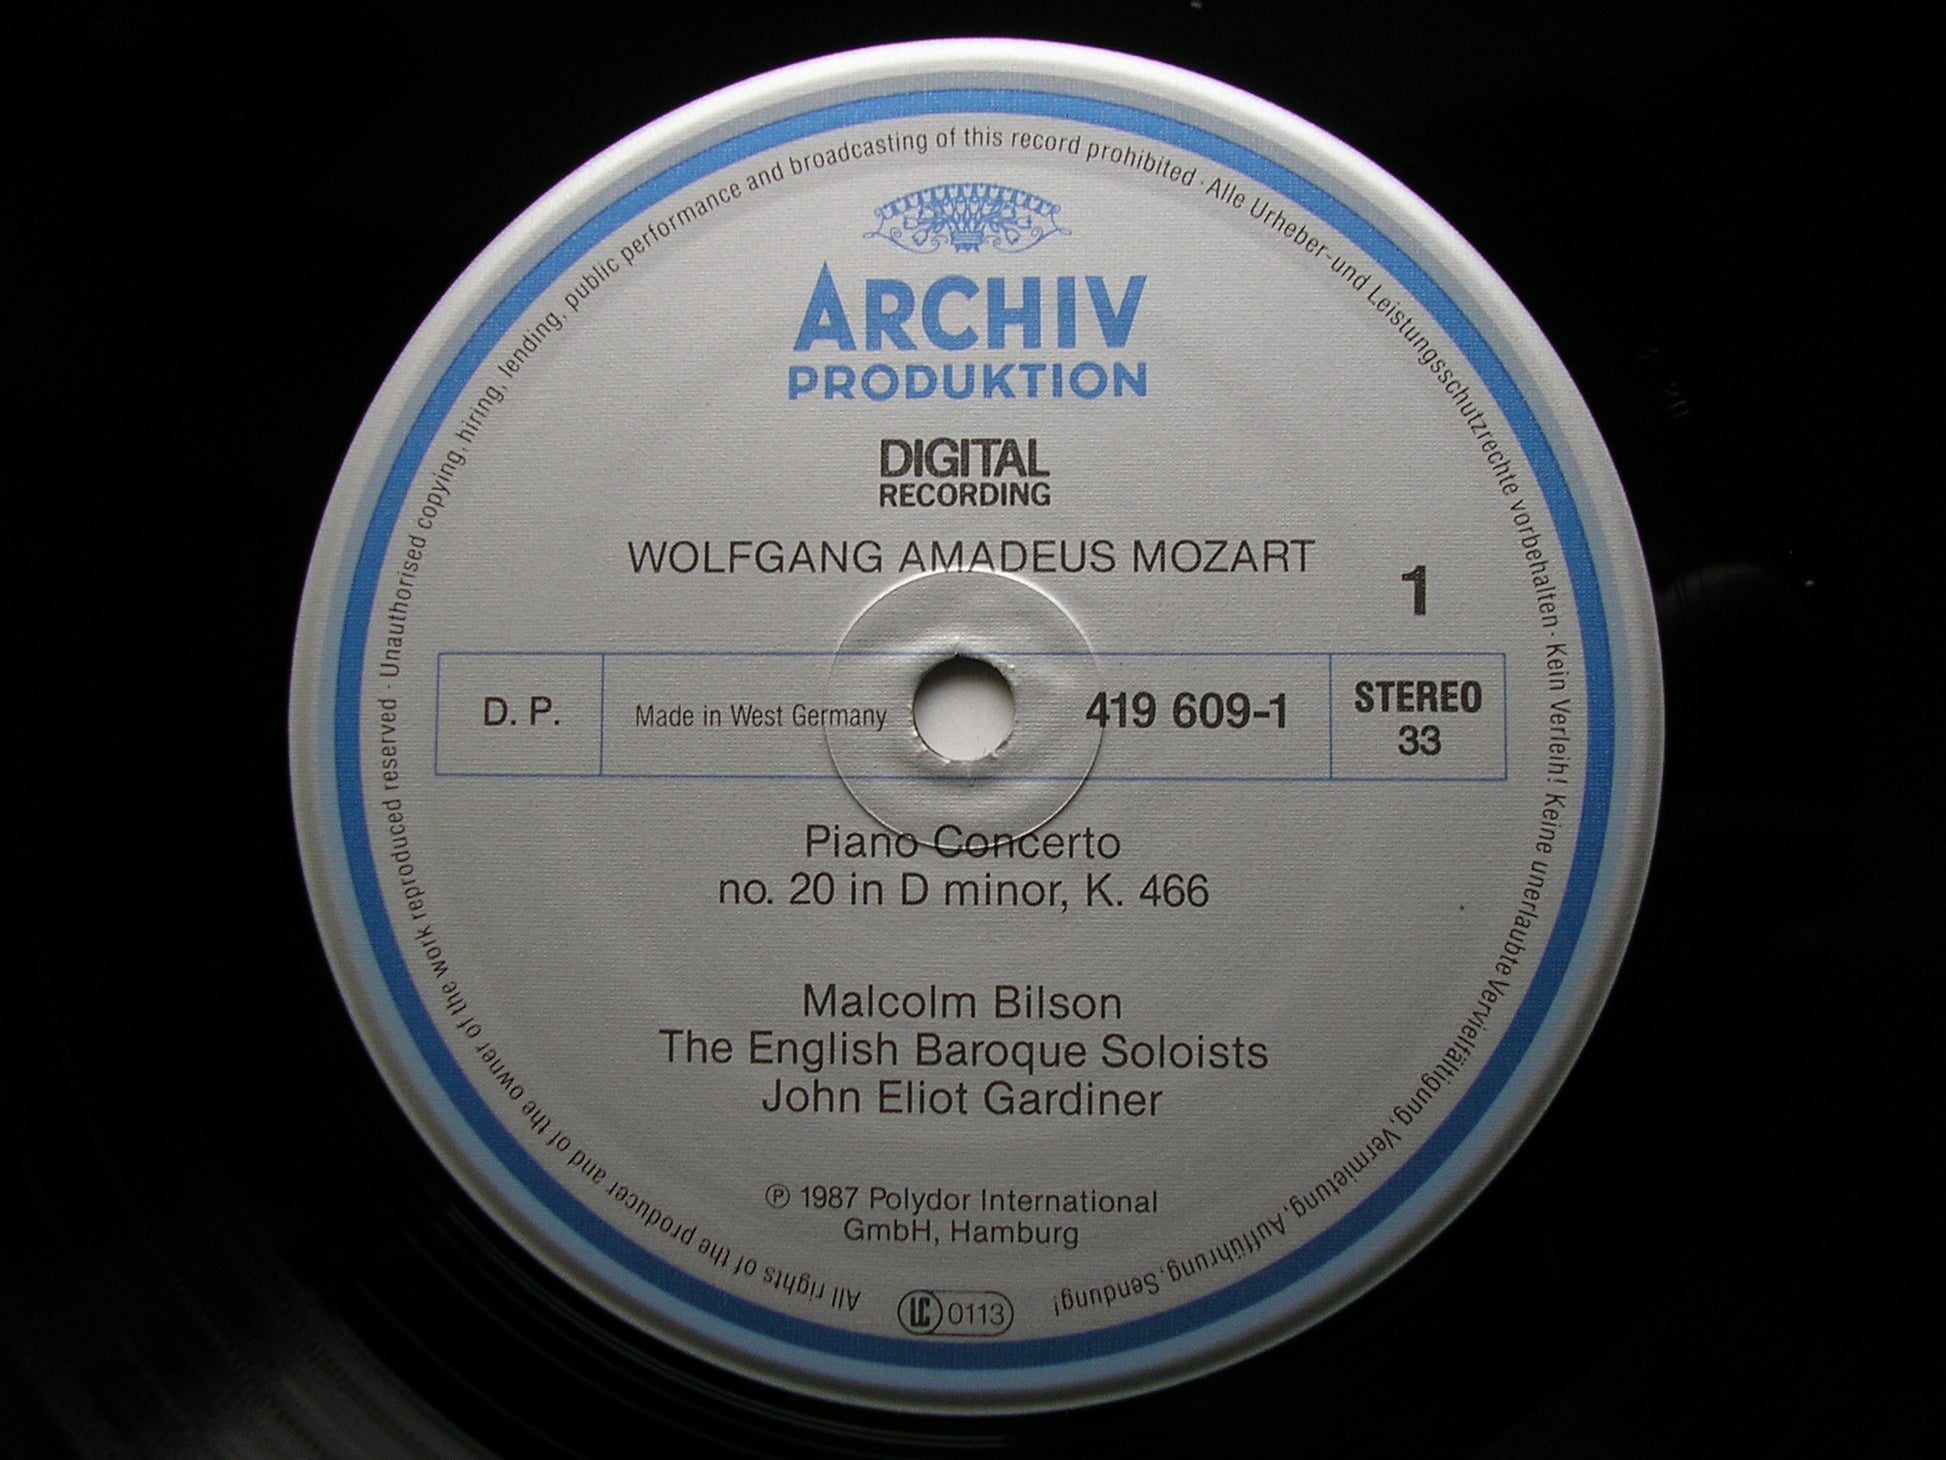 All rights of the producer and of the owner of the work reproduced reserved · Unauthorised copying, hiring, lending, public performance and broadcasting of this record prohibited · Alle Urheber-und Leistungsschutzrechte vorbehalten · Kein Verleih! Keine unerlaubte Vervielfältigung, Vermietung, Aufführung, Sendung!
ARCHIV
PRODUKTION
DIGITAL
RECORDING
WOLFGANG AMADEUS MOZART
1
D. P.
Made in West Germany
419 609-1
STEREO
33
Piano Concerto
no. 20 in D minor, K. 466
Malcolm Bilson
The English Baroque Soloists
John Eliot Gardiner
℗ 1987 Polydor International
GmbH, Hamburg
LC 0113